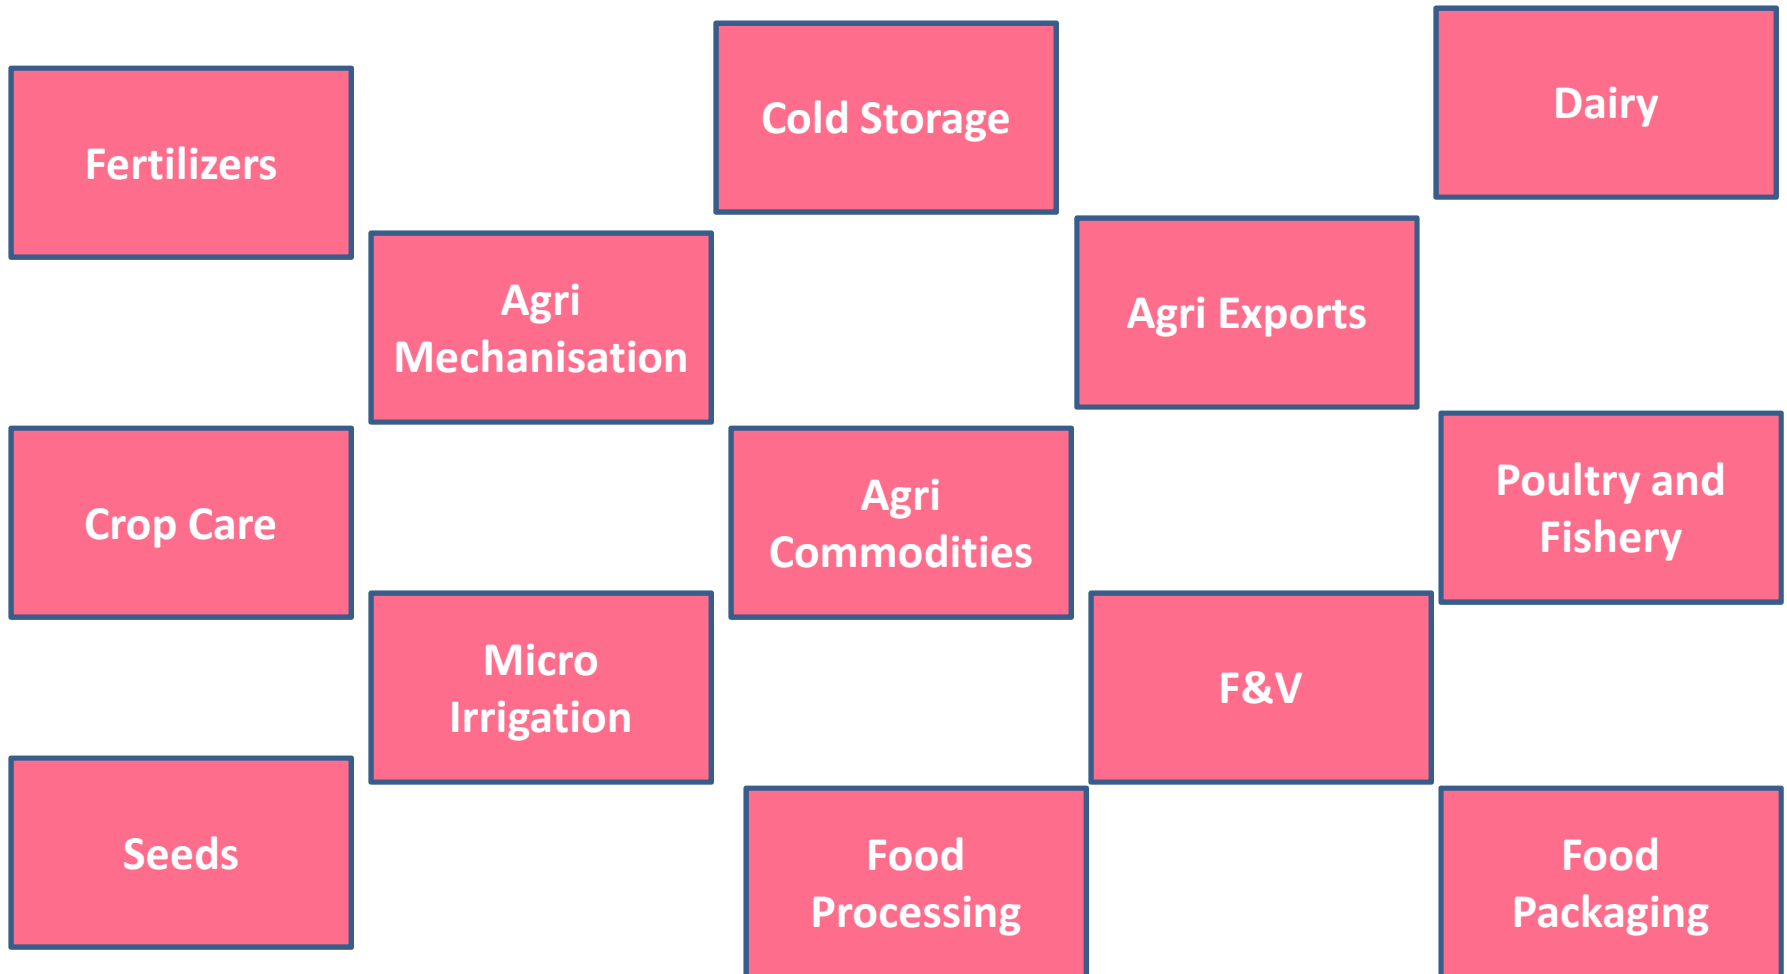 Fertilizers
Cold Storage
Dairy
Agri
Mechanisation
Agri Exports
Crop Care
Agri
Commodities
Poultry and
Fishery
Micro
Irrigation
F&V
Seeds
Food
Processing
Food
Packaging